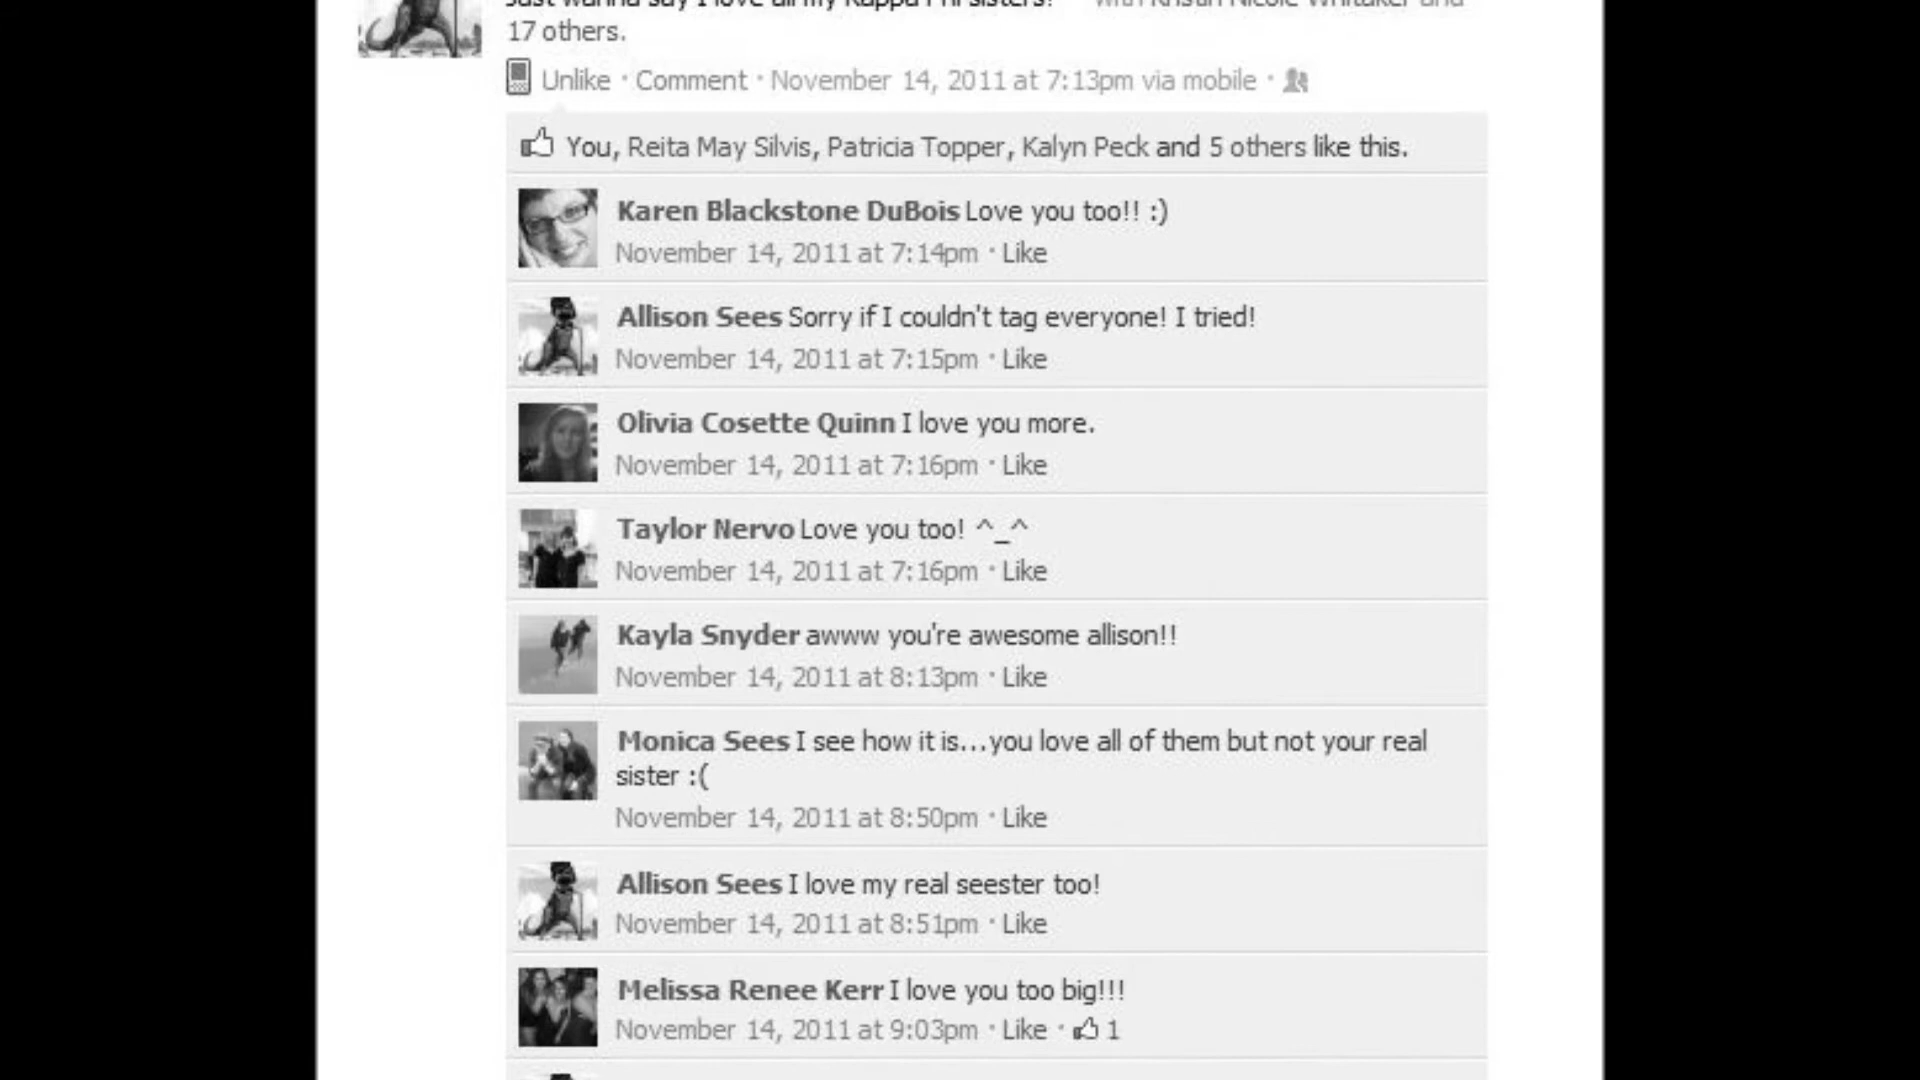 Just wanna say I love all my Kappa Phi sisters! — with Kristin Nicole Whitaker and
17 others.
Unlike · Comment · November 14, 2011 at 7:13pm via mobile ·
You, Reita May Silvis, Patricia Topper, Kalyn Peck and 5 others like this.
Karen Blackstone DuBois Love you too!! :)
November 14, 2011 at 7:14pm · Like
Allison Sees Sorry if I couldn't tag everyone! I tried!
November 14, 2011 at 7:15pm · Like
Olivia Cosette Quinn I love you more.
November 14, 2011 at 7:16pm · Like
Taylor Nervo Love you too! ^_^
November 14, 2011 at 7:16pm · Like
Kayla Snyder awww you're awesome allison!!
November 14, 2011 at 8:13pm · Like
Monica Sees I see how it is...you love all of them but not your real
sister :(
November 14, 2011 at 8:50pm · Like
Allison Sees I love my real seester too!
November 14, 2011 at 8:51pm · Like
Melissa Renee Kerr I love you too big!!!
November 14, 2011 at 9:03pm · Like · 1